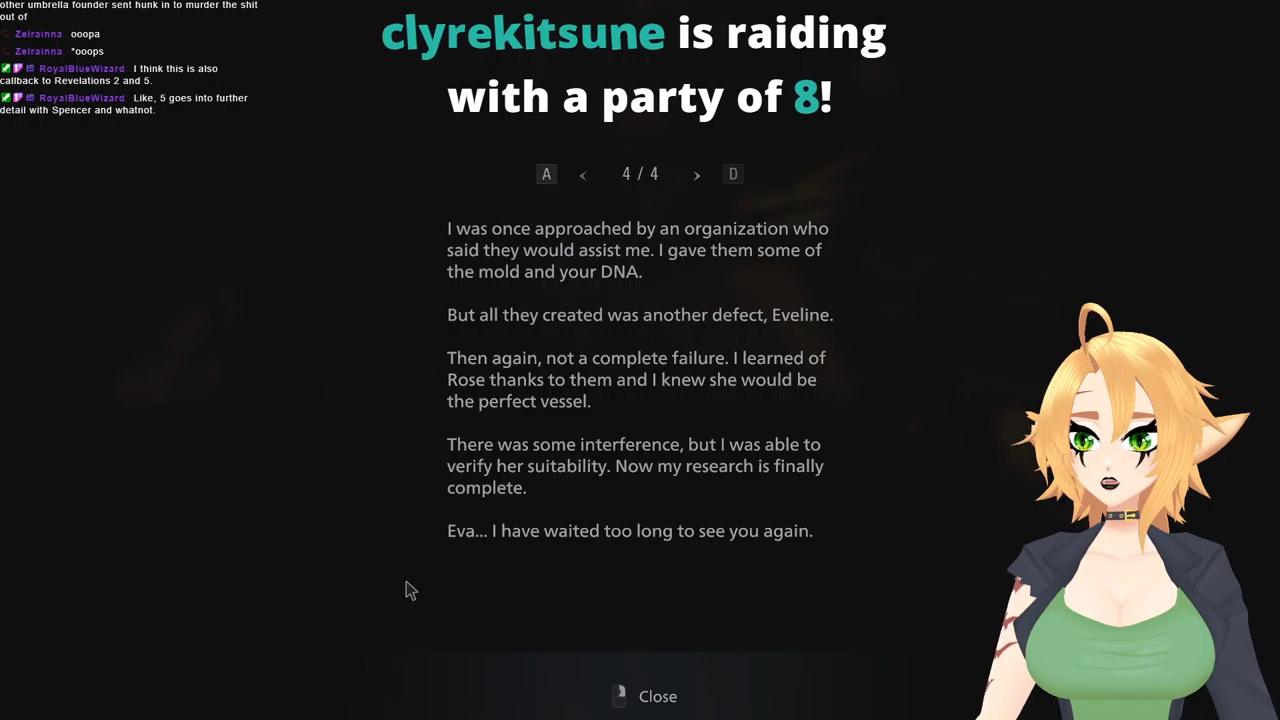 other umbrella founder sent hunk in to murder the shit
out of
Zelrainna ooopa
Zelrainna *ooops
RoyalBlueWizard I think this is also
callback to Revelations 2 and 5.
RoyalBlueWizard Like, 5 goes into further
detail with Spencer and whatnot.
clyrekitsune is raiding
with a party of 8!
A < 4 / 4 > D
I was once approached by an organization who
said they would assist me. I gave them some of
the mold and your DNA.
But all they created was another defect, Eveline.
Then again, not a complete failure. I learned of
Rose thanks to them and I knew she would be
the perfect vessel.
There was some interference, but I was able to
verify her suitability. Now my research is finally
complete.
Eva... I have waited too long to see you again.
Close